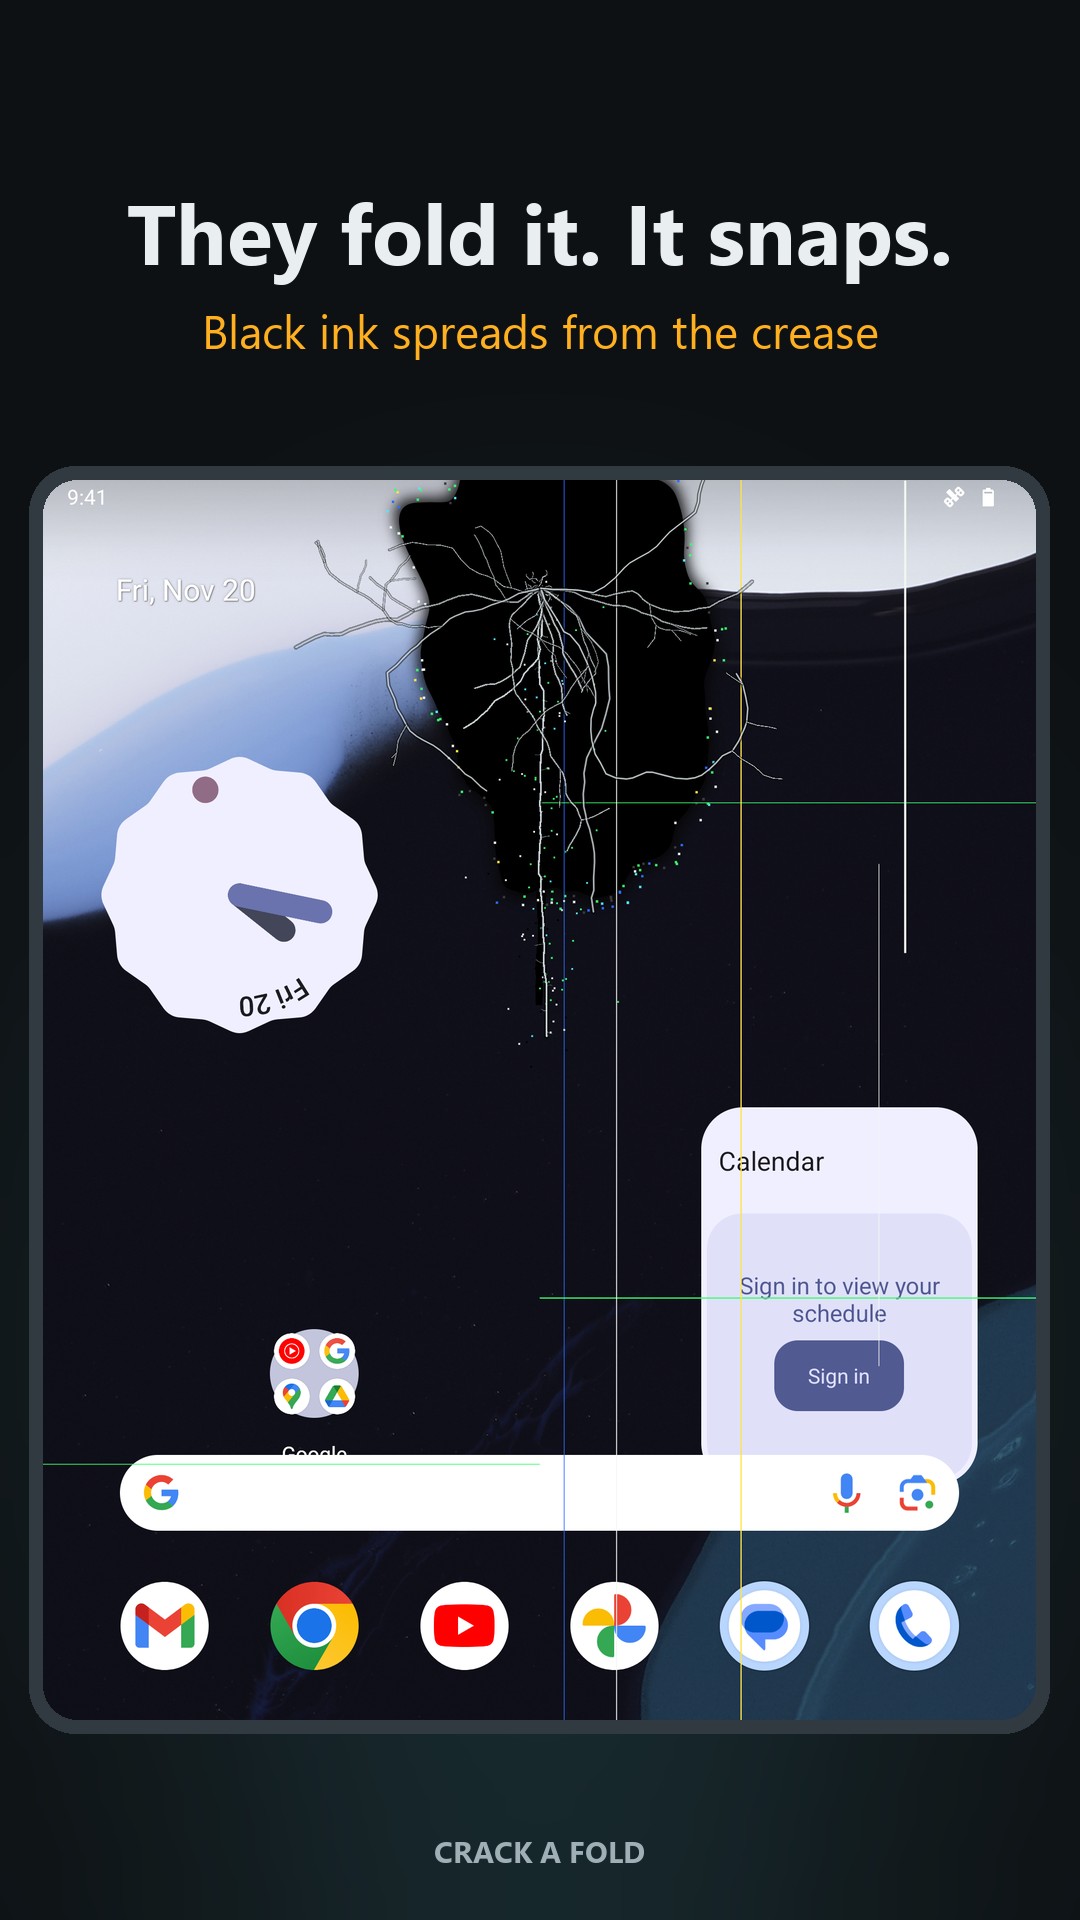 They fold it. It snaps.
Black ink spreads from the crease
9:41
Fri, Nov 20
Fri 20
Calendar
Sign in to view your
schedule
Sign in
Google
CRACK A FOLD